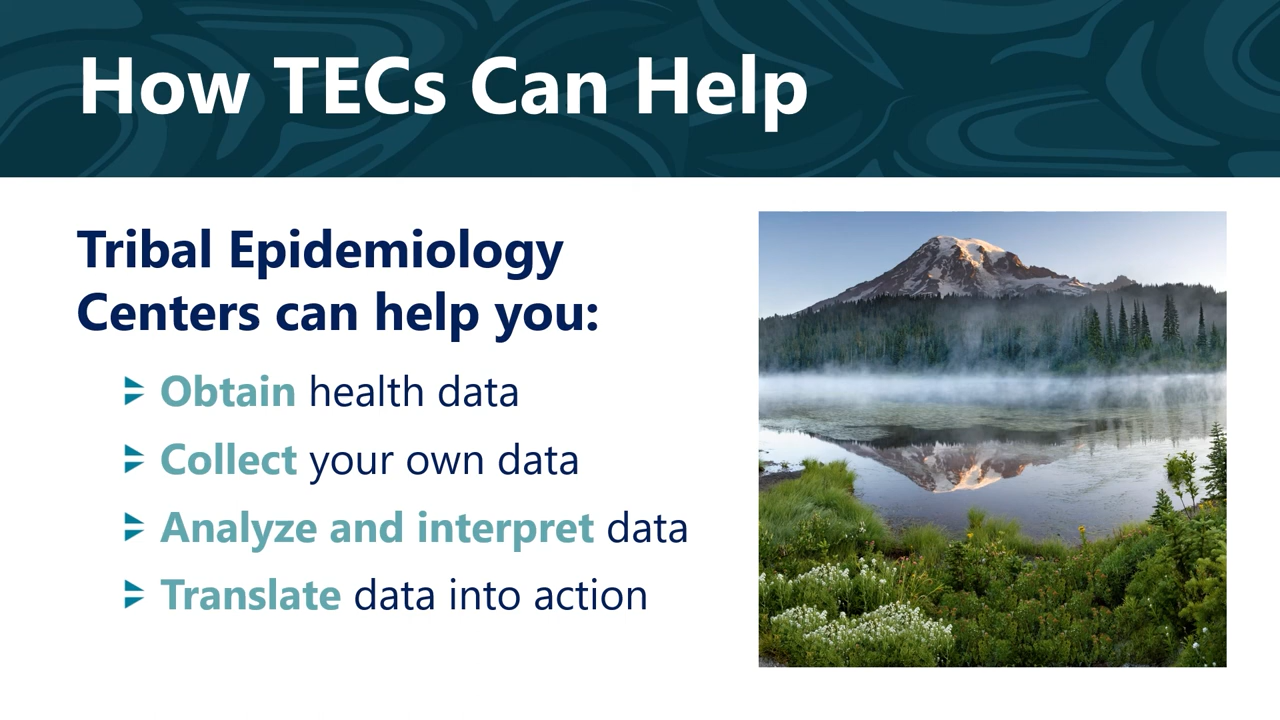 How TECs Can Help
Tribal Epidemiology
Centers can help you:
Obtain health data
Collect your own data
Analyze and interpret data
Translate data into action